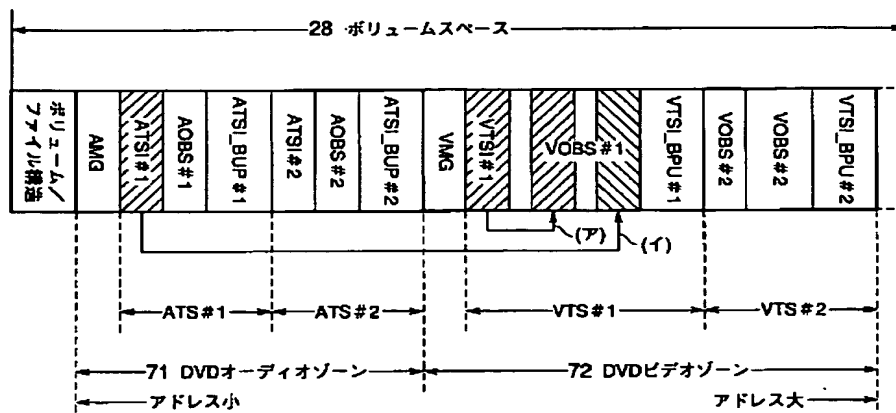 28 ボリュームスペース
ボリューム/
ファイル構造
AMG
ATSI#1
AOBS#1
ATSI_BUP#1
ATSI#2
AOBS#2
ATSI_BUP#2
VMG
VTSI#1
VOBS#1
VTSI_BPU#1
VOBS#2
VOBS#2
VTSI_BPU#2
(ア)
(イ)
ATS#1
ATS#2
VTS#1
VTS#2
71 DVDオーディオゾーン
72 DVDビデオゾーン
アドレス小
アドレス大